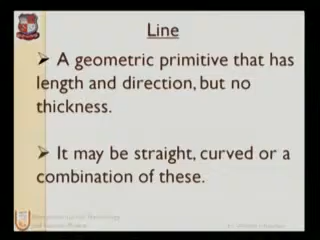 Line
➤ A geometric primitive that has
length and direction, but no
thickness.
➤ It may be straight, curved or a
combination of these.